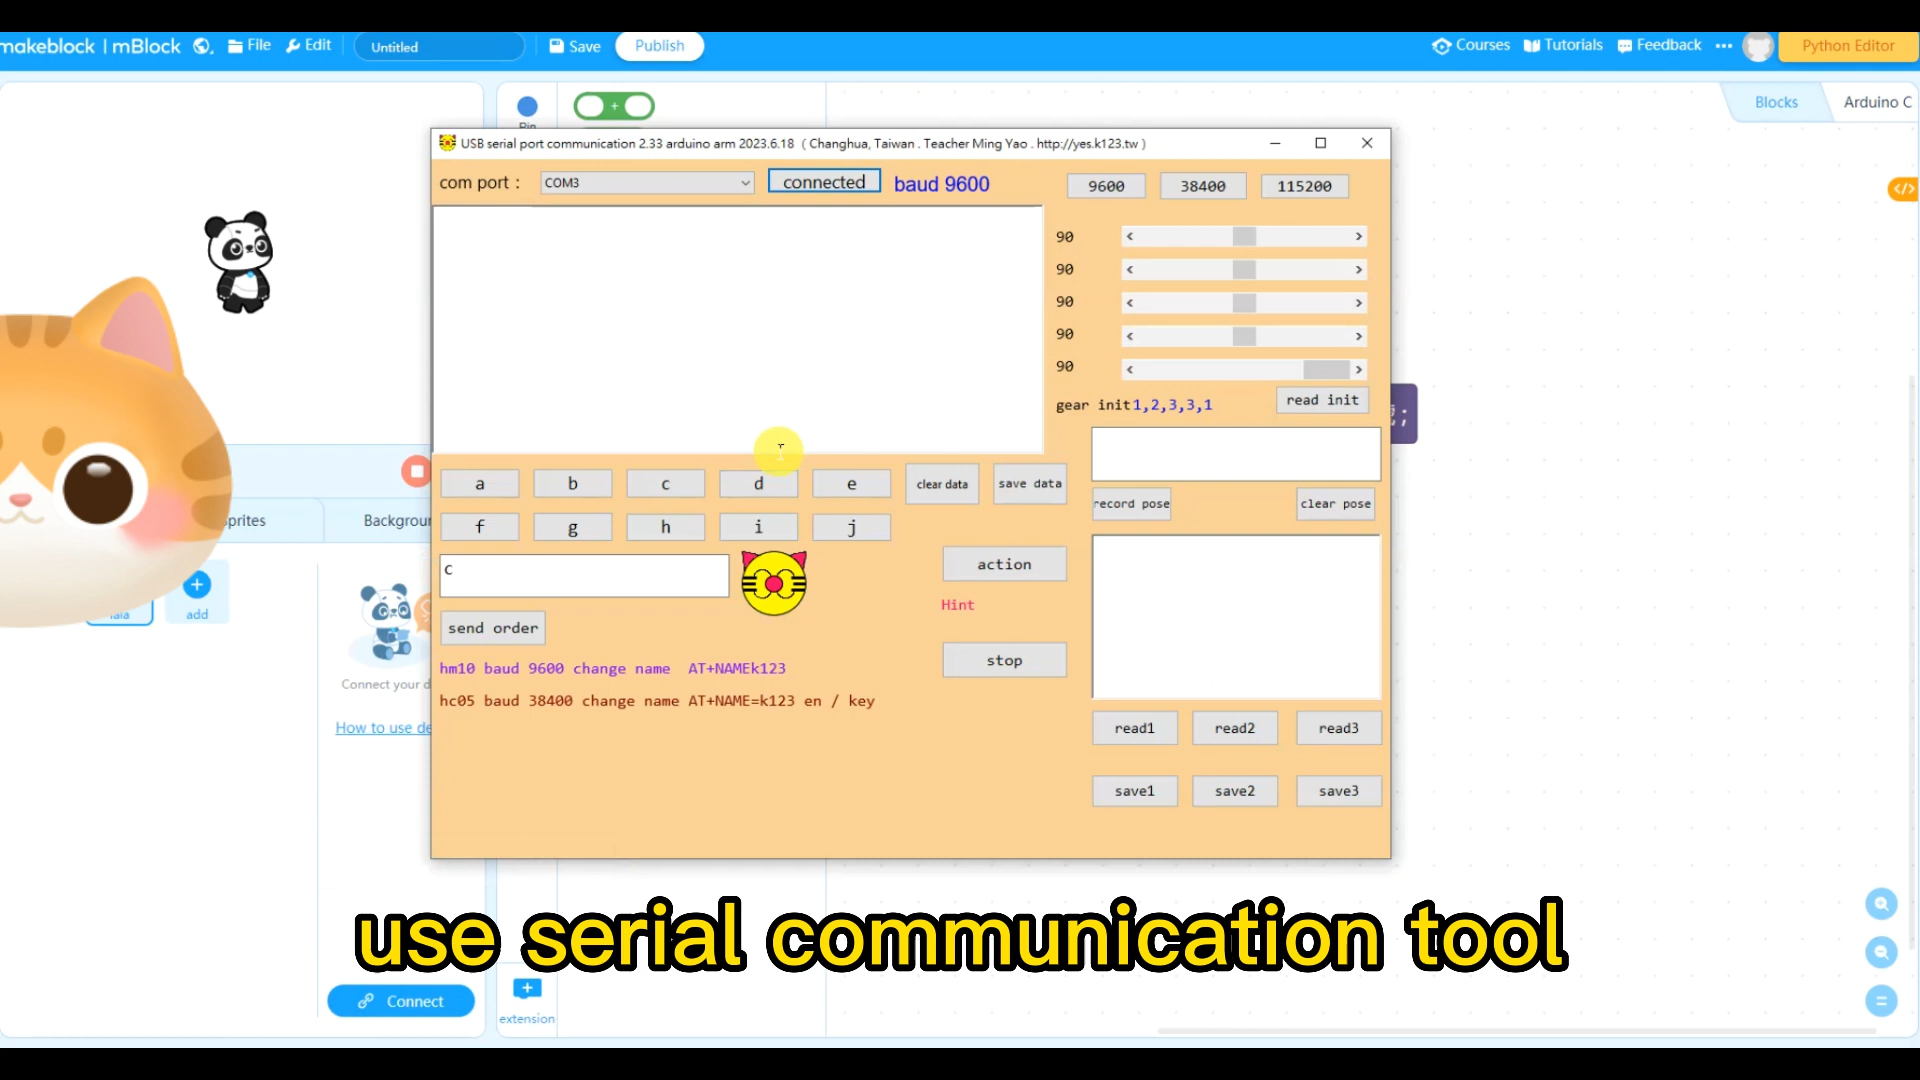 makeblock | mBlock File Edit Untitled Save Publish Courses Tutorials Feedback ... Python Editor
Blocks Arduino C
USB serial port communication 2.33 arduino arm 2023.6.18 ( Changhua, Taiwan . Teacher Ming Yao . http://yes.k123.tw )
com port : COM3 connected baud 9600 9600 38400 115200
90
90
90
90
90
gear init1,2,3,3,1 read init
a b c d e clear data save data
record pose clear pose
f g h i j
c
action
Hint
send order
stop
hm10 baud 9600 change name AT+NAMEk123
hc05 baud 38400 change name AT+NAME=k123 en / key
read1 read2 read3
save1 save2 save3
Backgrou
add
Connect your d
How to use de
use serial communication tool
Connect
extension